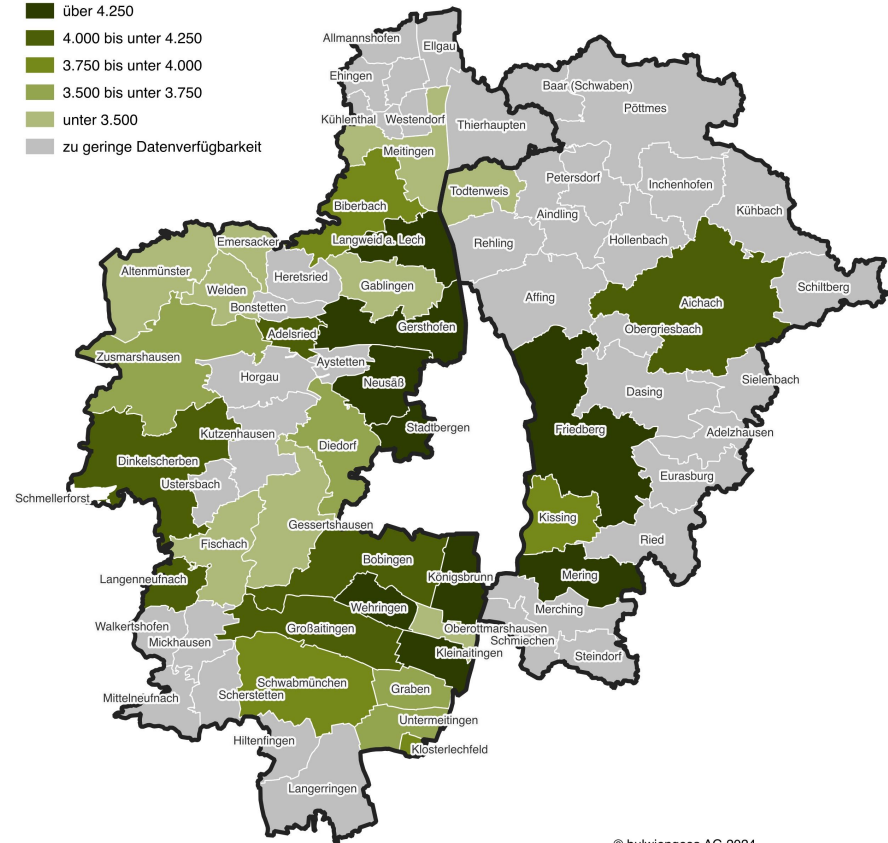 über 4.250
4.000 bis unter 4.250
3.750 bis unter 4.000
3.500 bis unter 3.750
unter 3.500
zu geringe Datenverfügbarkeit
Allmannshofen
Ellgau
Ehingen
Baar (Schwaben)
Pöttmes
Kühlenthal
Westendorf
Thierhaupten
Meitingen
Petersdorf
Inchenhofen
Todtenweis
Biberbach
Aindling
Kühbach
Emersacker
Langweid a. Lech
Rehling
Hollenbach
Altenmünster
Heretsried
Welden
Gablingen
Schiltberg
Affing
Aichach
Bonstetten
Gersthofen
Obergriesbach
Adelsried
Zusmarshausen
Aystetten
Horgau
Neusäß
Sielenbach
Dasing
Stadtbergen
Friedberg
Adelzhausen
Kutzenhausen
Diedorf
Dinkelscherben
Ustersbach
Eurasburg
Schmellerforst
Kissing
Gessertshausen
Fischach
Ried
Bobingen
Langenneufnach
Königsbrunn
Mering
Wehringen
Merching
Walkertshofen
Großaitingen
Oberottmarshausen
Mickhausen
Schmiechen
Kleinaitingen
Steindorf
Schwabmünchen
Graben
Scherstetten
Mittelneufnach
Untermeitingen
Hiltenfingen
Klosterlechfeld
Langerringen